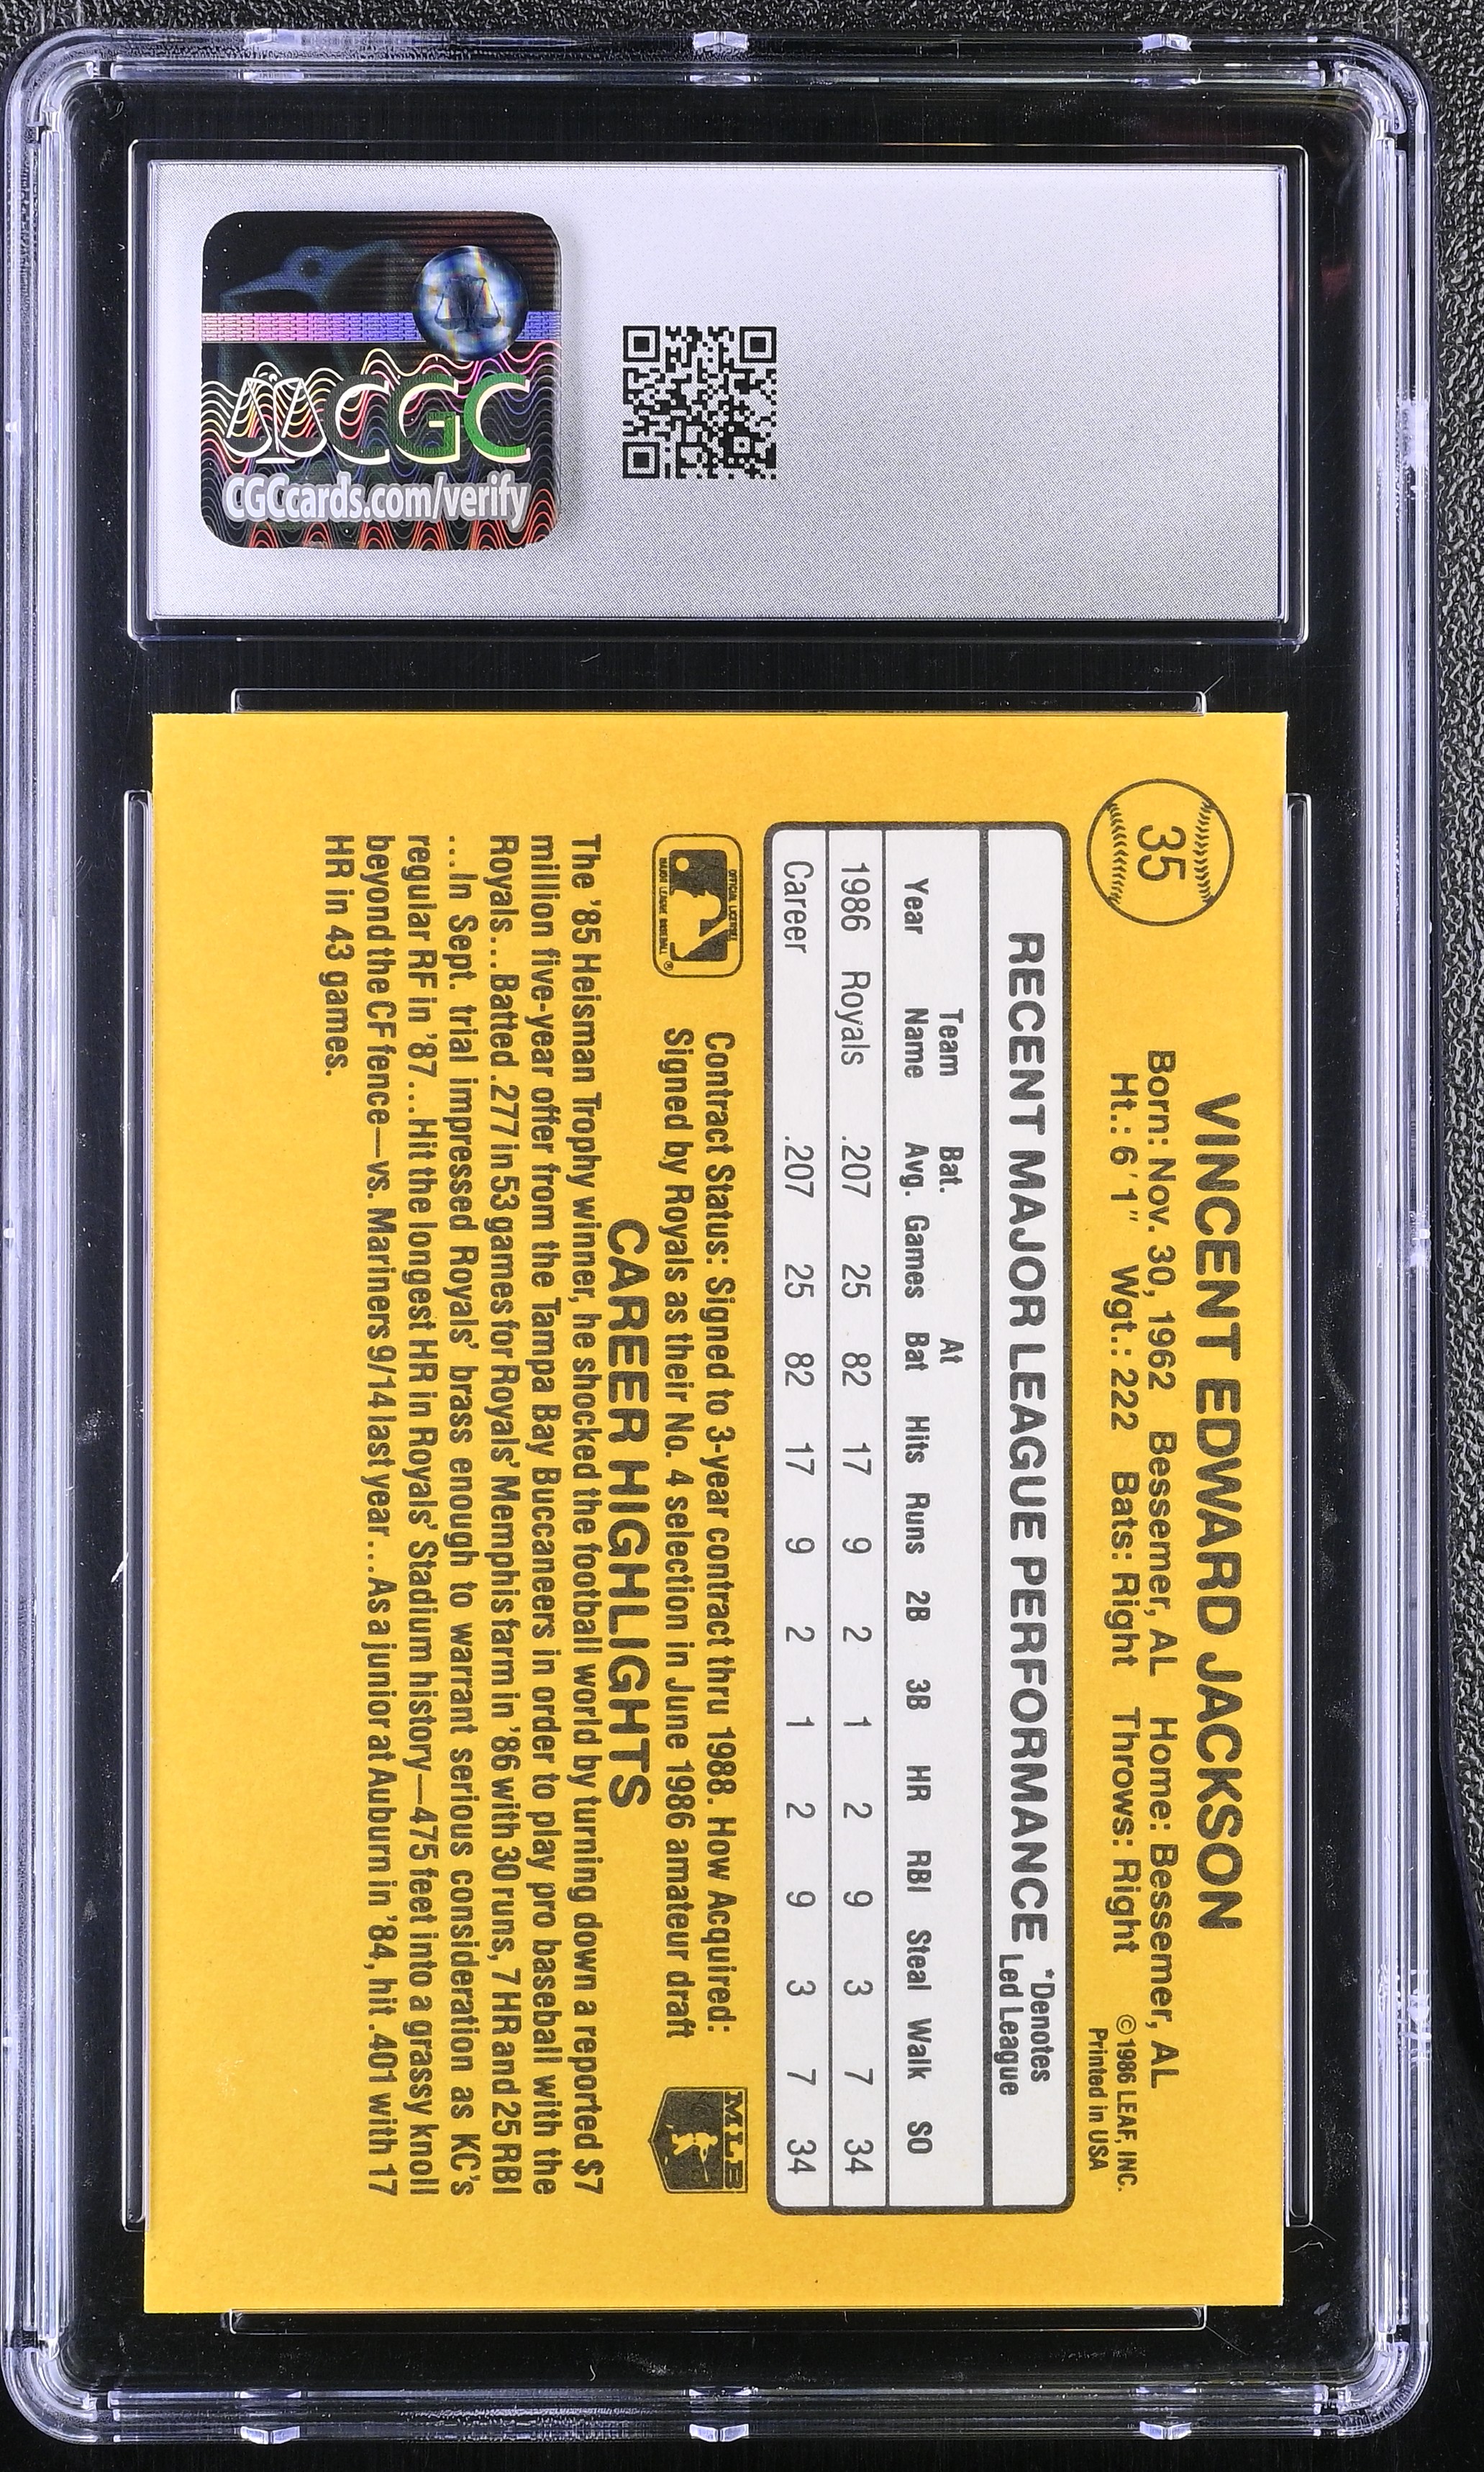 CGC
CGCcards.com/verify
35
VINCENT EDWARD JACKSON
Born: Nov. 30, 1962 Bessemer, AL Home: Bessemer, AL
Ht.: 6'1" Wgt.: 222 Bats: Right Throws: Right
© 1986 LEAF, INC.
Printed in USA
RECENT MAJOR LEAGUE PERFORMANCE *Denotes Led League
Year Team Name Bat. Avg. Games At Bat Hits Runs 2B 3B HR RBI Steal Walk SO
1986 Royals .207 25 82 17 9 2 1 2 9 3 7 34
Career .207 25 82 17 9 2 1 2 9 3 7 34
OFFICIAL LICENSEE
MAJOR LEAGUE BASEBALL
®
Contract Status: Signed to 3-year contract thru 1988. How Acquired:
Signed by Royals as their No. 4 selection in June 1986 amateur draft
MLB
CAREER HIGHLIGHTS
The '85 Heisman Trophy winner, he shocked the football world by turning down a reported $7
million five-year offer from the Tampa Bay Buccaneers in order to play pro baseball with the
Royals...Batted .277 in 53 games for Royals' Memphis farm in '86 with 30 runs, 7 HR and 25 RBI
...In Sept. trial impressed Royals' brass enough to warrant serious consideration as KC's
regular RF in '87...Hit the longest HR in Royals' Stadium history—475 feet into a grassy knoll
beyond the CF fence—vs. Mariners 9/14 last year...As a junior at Auburn in '84, hit .401 with 17
HR in 43 games.